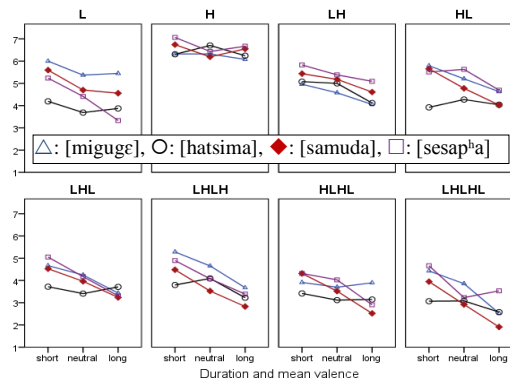 L H LH HL
7
6
5
4
3
2
1
△: [migugɛ], ○: [hatsima], ◆: [samuda], □: [sesapʰa]
LHL LHLH HLHL LHLHL
7
6
5
4
3
2
1
short neutral long short neutral long short neutral long short neutral long
Duration and mean valence